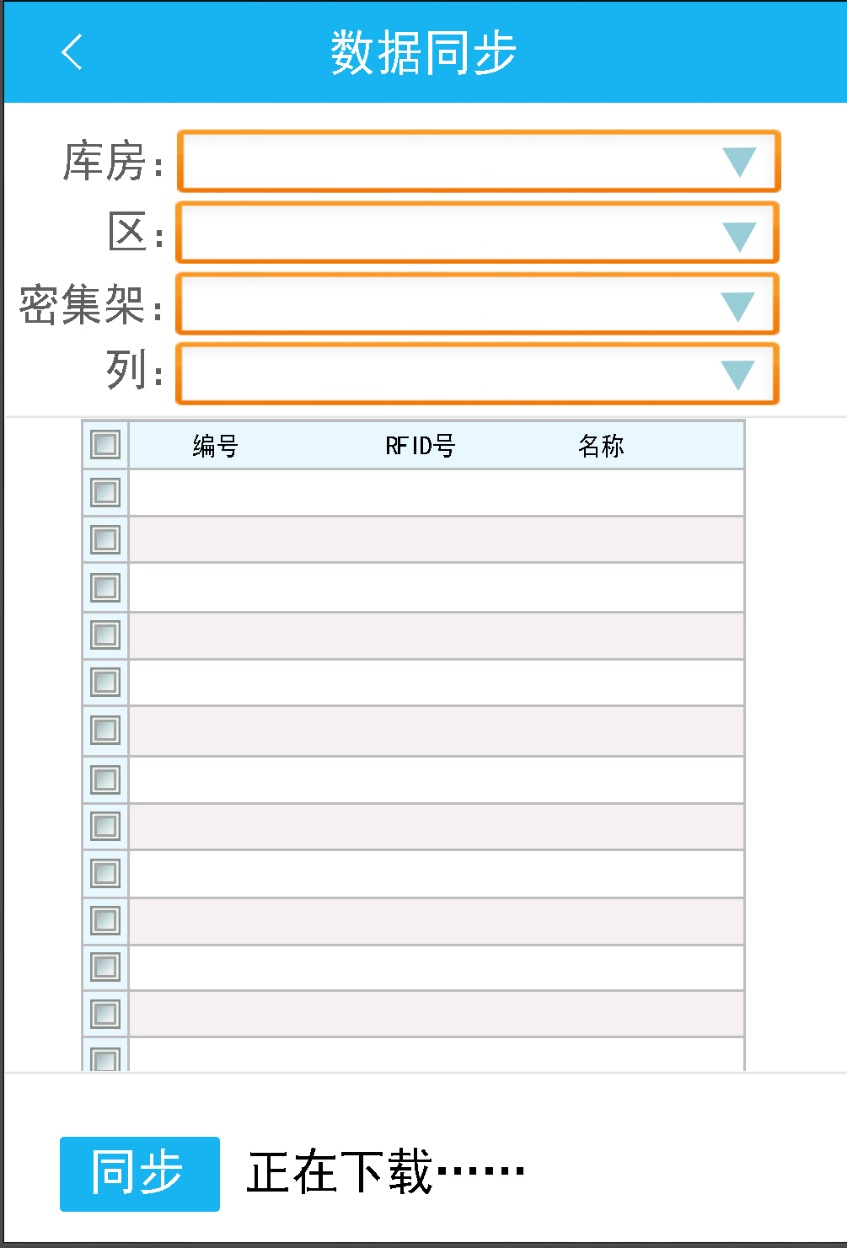 数据同步
库房：
区：
密集架：
列：
编号 RFID号 名称
同步 正在下载……